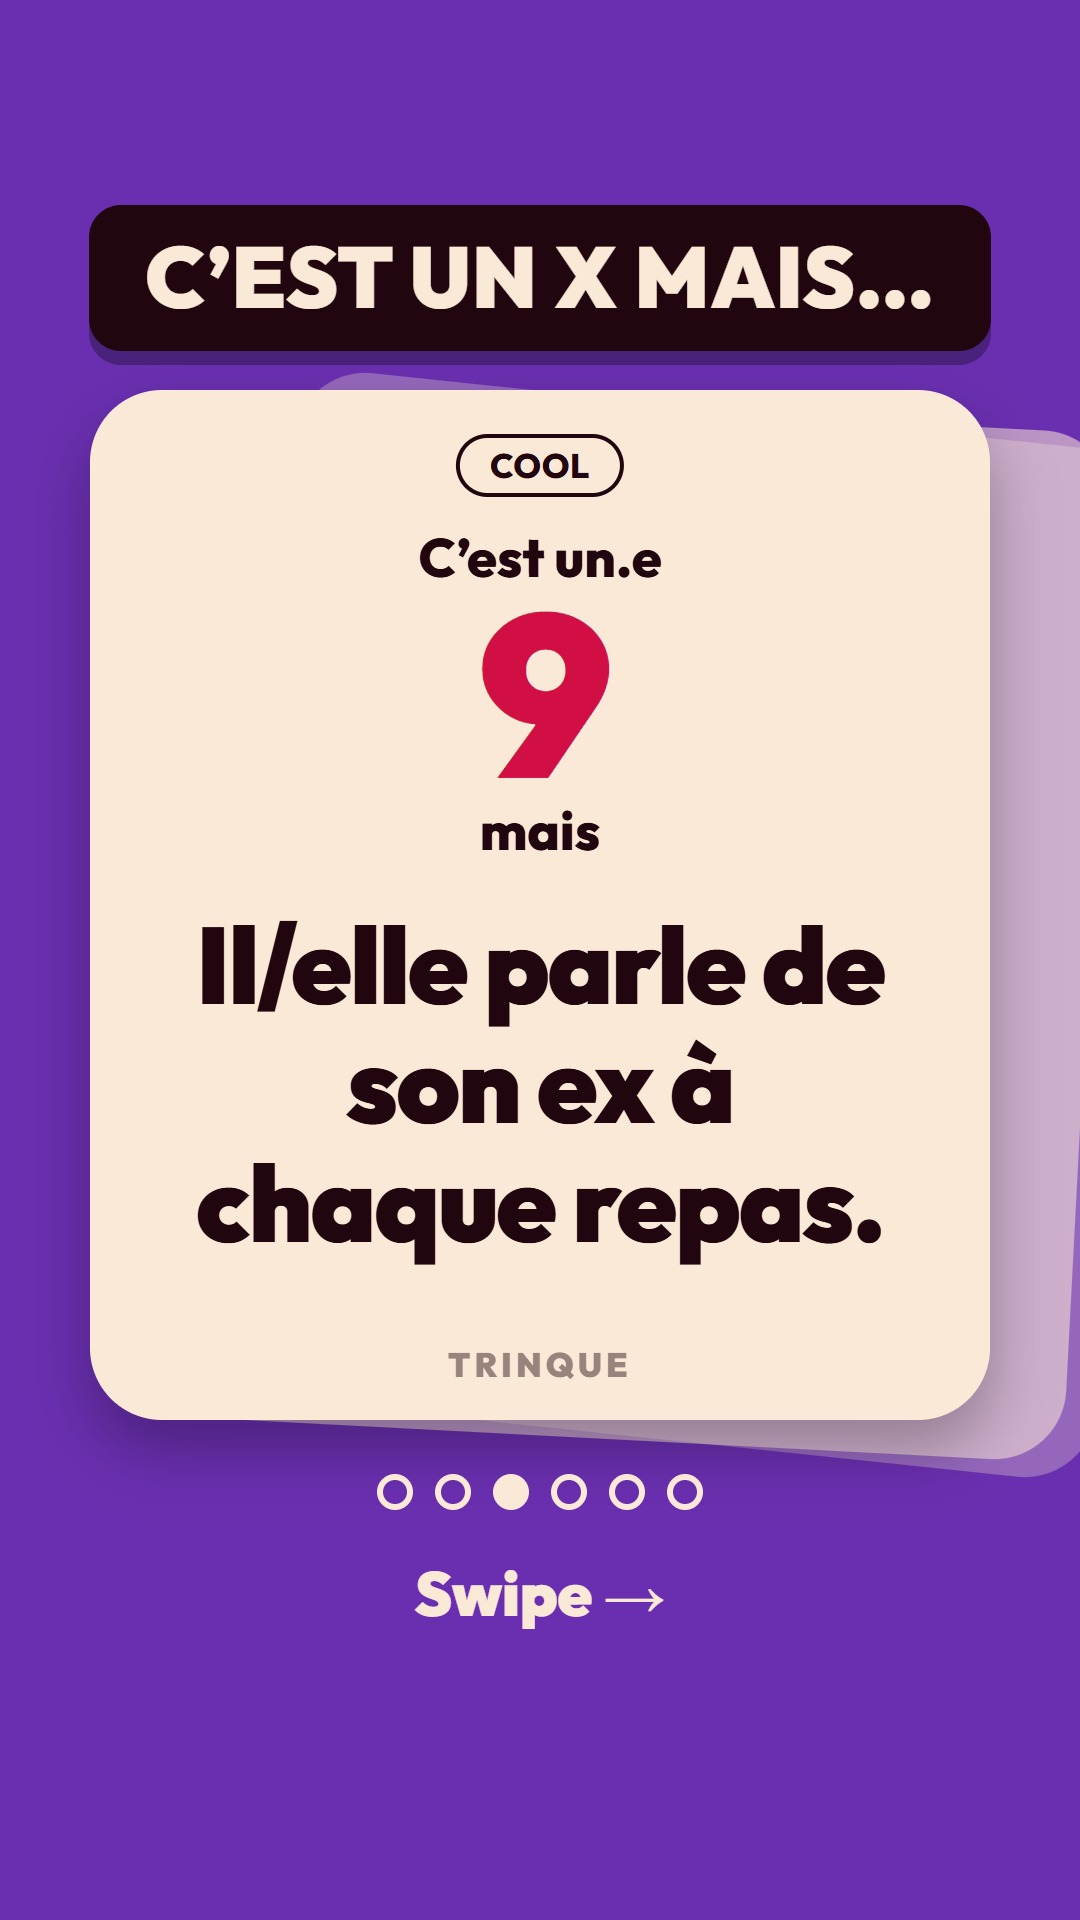 C’EST UN X MAIS...
COOL
C’est un.e
9
mais
Il/elle parle de
son ex à
chaque repas.
TRINQUE
Swipe →